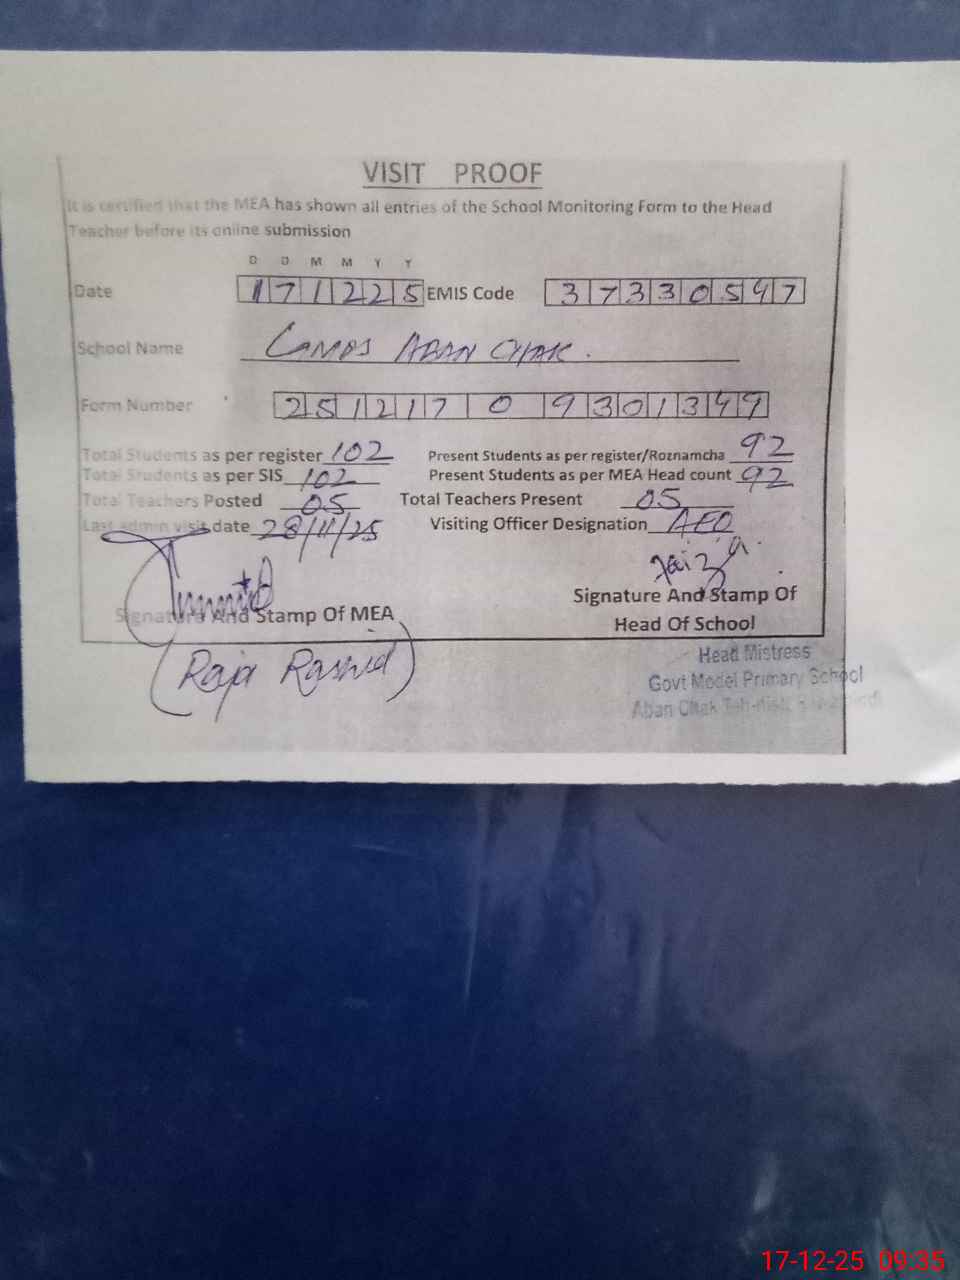 VISIT PROOF
It is certified that the MEA has shown all entries of the School Monitoring Form to the Head
Teacher before its online submission
D D M M Y Y
Date 171225 EMIS Code 37330547
School Name GMPS ABAN CHAK.
Form Number 251217 0 9301349
Total Students as per register 102 Present Students as per register/Roznamcha 92
Total Students as per SIS 102 Present Students as per MEA Head count 92
Total Teachers Posted 05 Total Teachers Present 05
Last admin visit date 28/11/25 Visiting Officer Designation AEO
Signature And Stamp Of MEA
Signature And Stamp Of
Head Of School
(Raja Rashid)
Head Mistress
Govt Model Primary School
Aban Chak
17-12-25 09:35